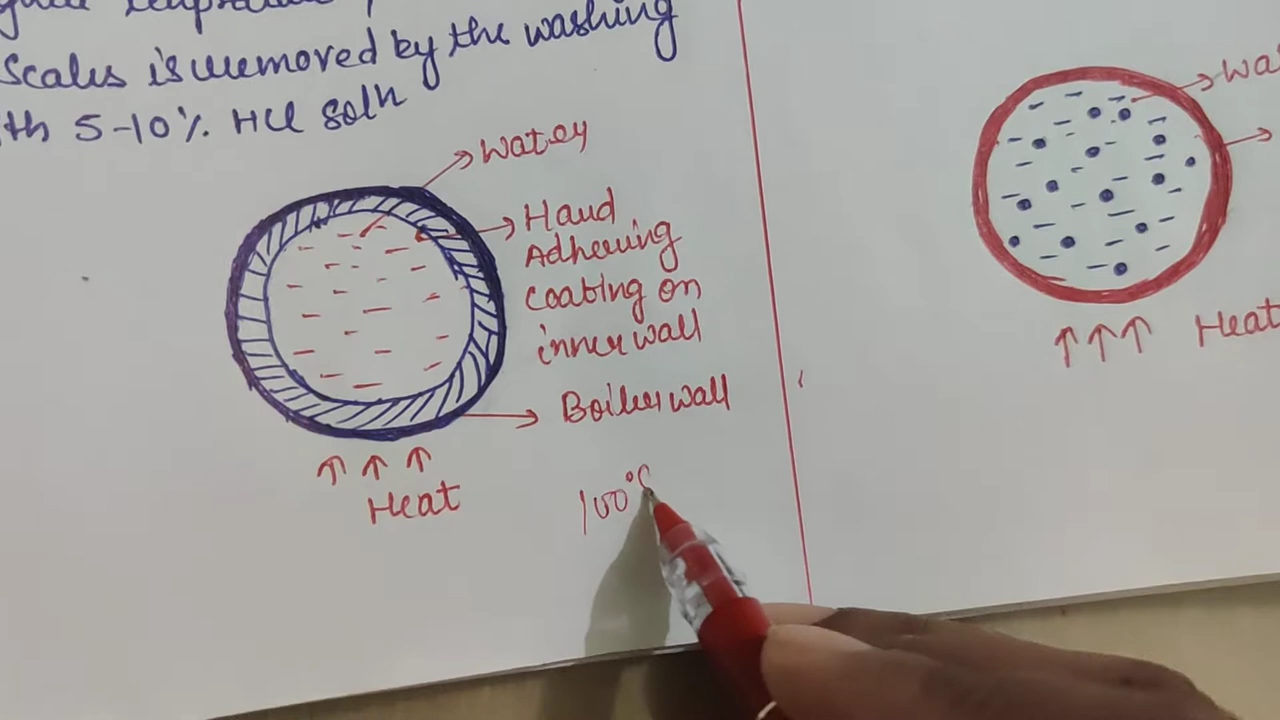 Scales is removed by the washing
5-10% HCl soln
Water
Hard
Adhering
coating on
inner wall
Boiler wall
Heat
100°C
Heat